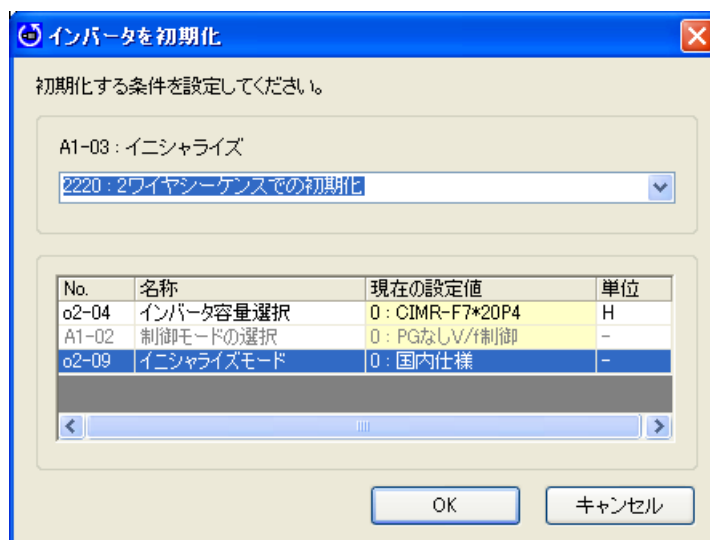 インバータを初期化
初期化する条件を設定してください。
A1-03：イニシャライズ
2220：2ワイヤシーケンスでの初期化
No. 名称 現在の設定値 単位
o2-04 インバータ容量選択 0：CIMR-F7*20P4 H
A1-02 制御モードの選択 0：PGなしV/f制御 -
o2-09 イニシャライズモード 0：国内仕様 -
OK キャンセル